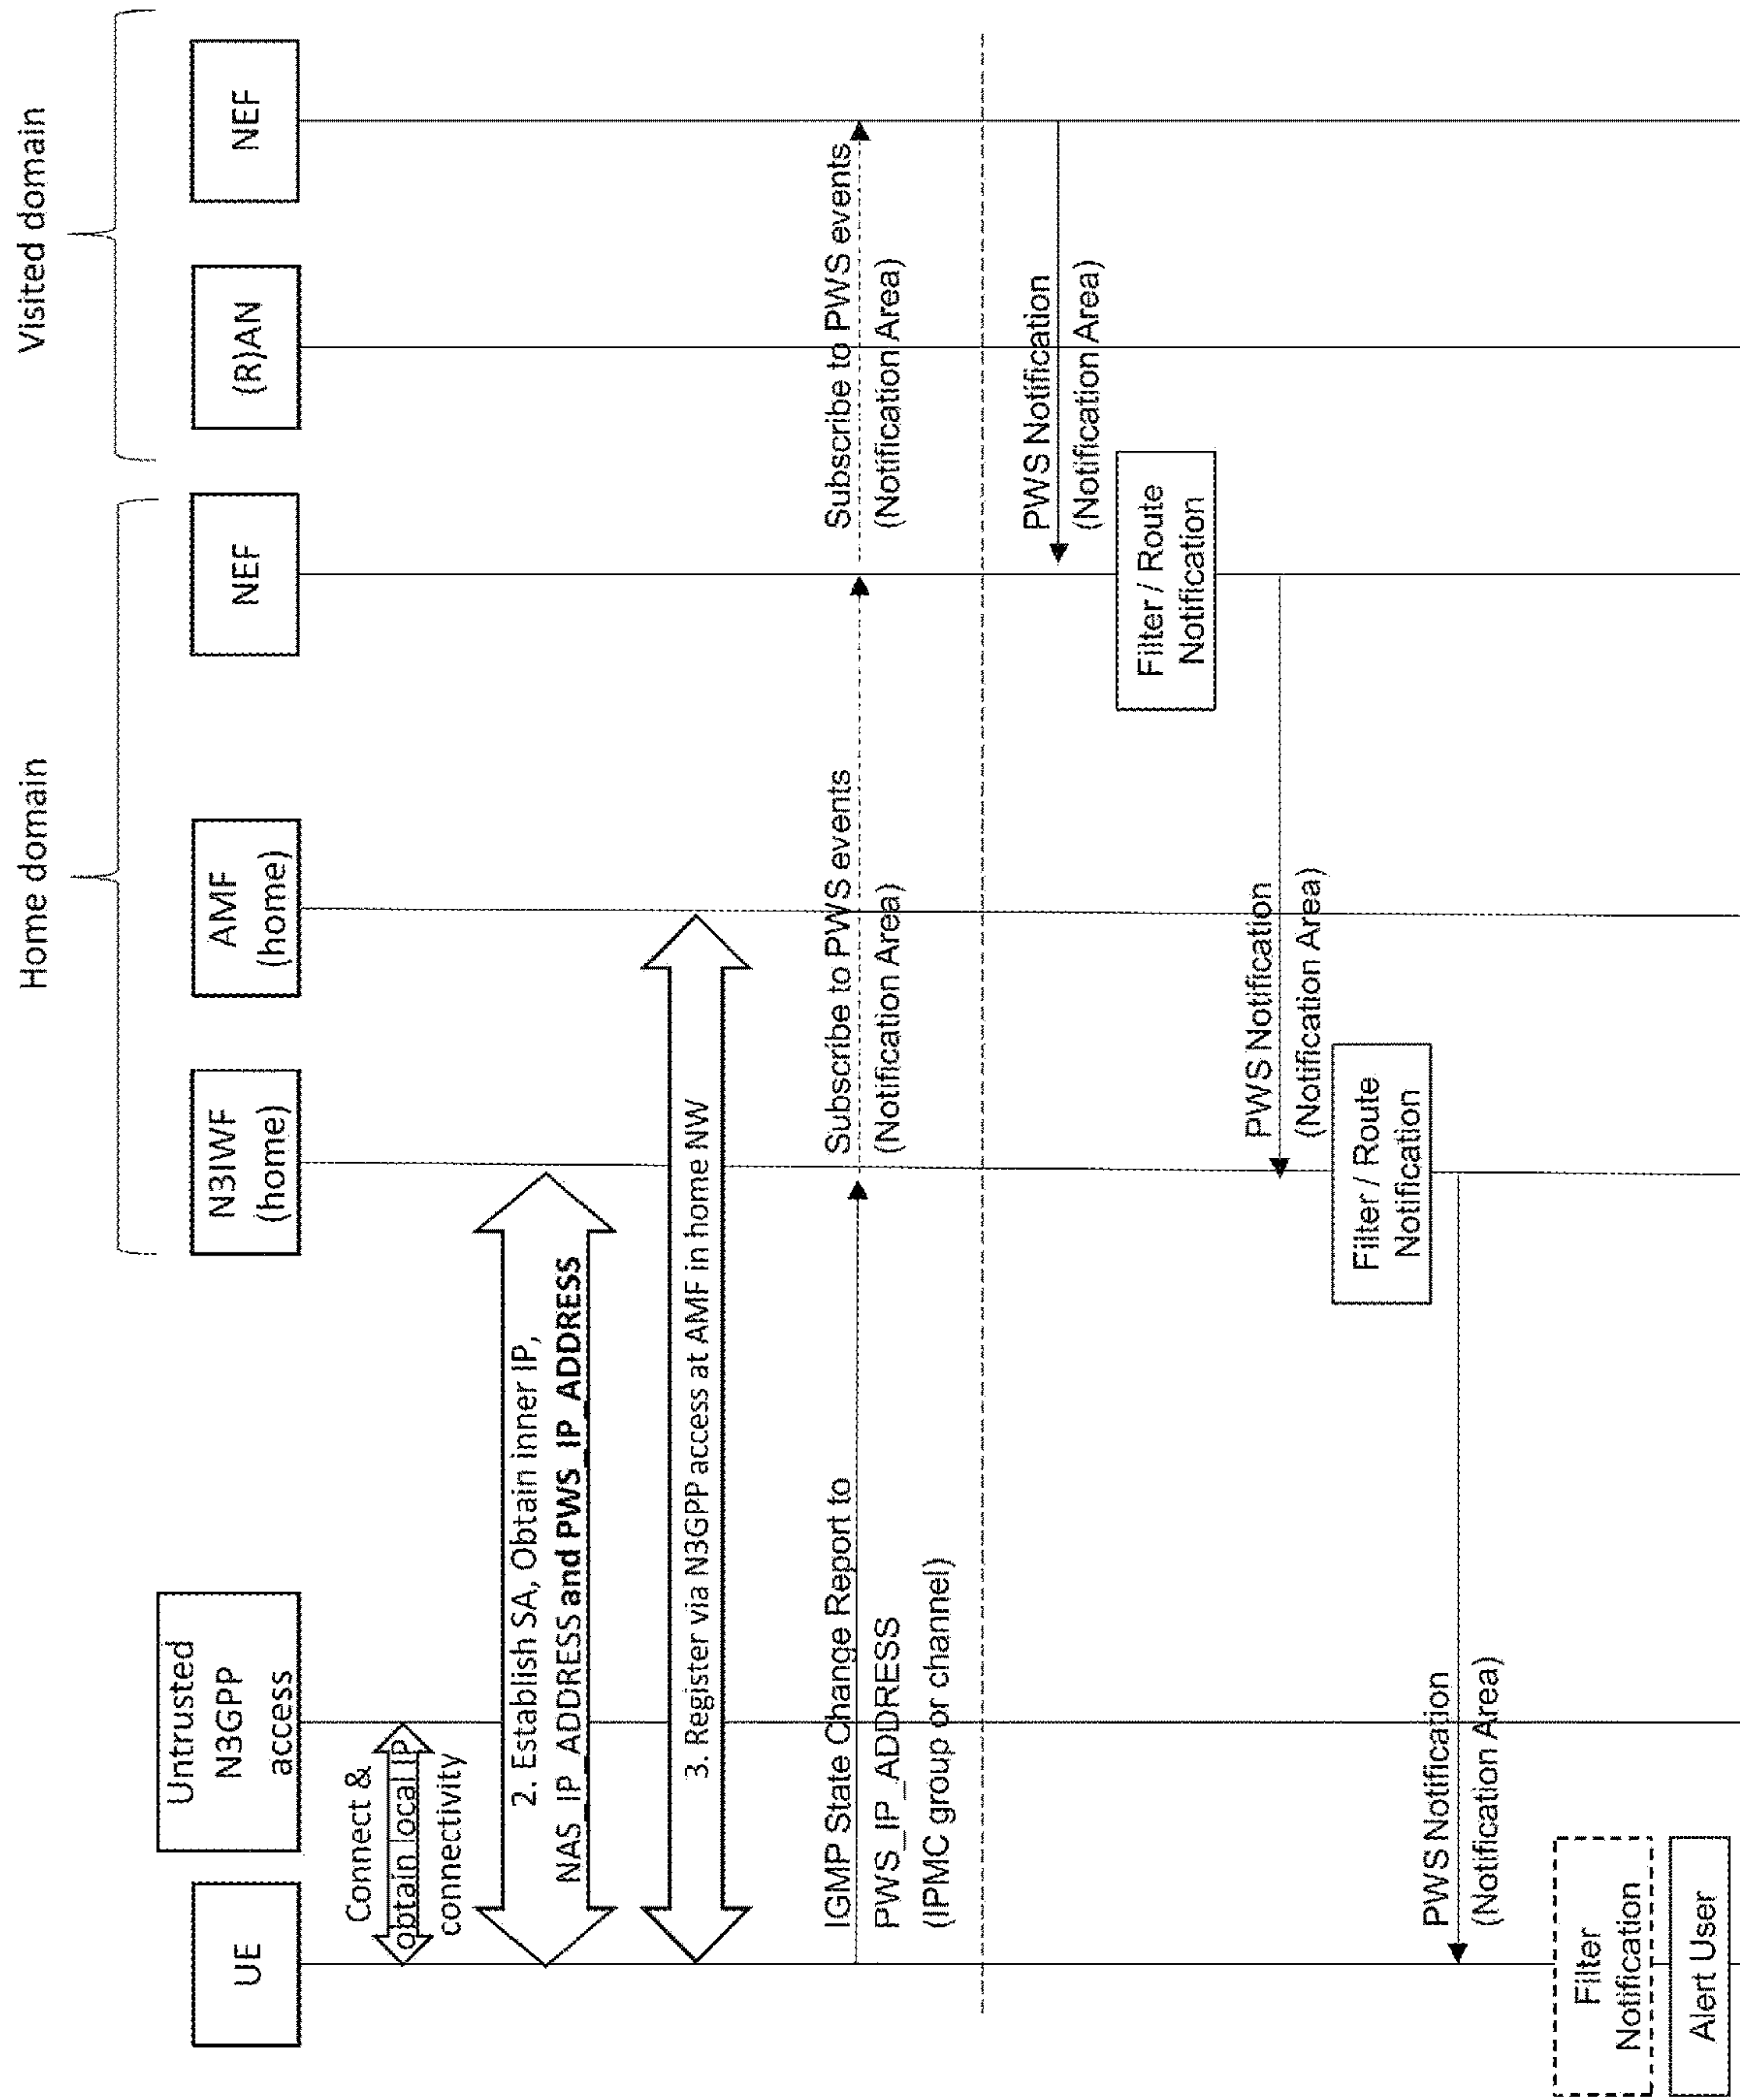 Home domain
Visited domain
UE
Untrusted
N3GPP
access
N3IWF
(home)
AMF
(home)
NEF
(R)AN
NEF
Connect &
obtain local IP
connectivity
2. Establish SA, Obtain inner IP,
NAS_IP_ADDRESS and PWS_IP_ADDRESS
3. Register via N3GPP access at AMF in home NW
IGMP State Change Report to
PWS_IP_ADDRESS
(IPMC group or channel)
Subscribe to PWS events
(Notification Area)
Subscribe to PWS events
(Notification Area)
PWS Notification
(Notification Area)
Filter / Route
Notification
PWS Notification
(Notification Area)
Filter / Route
Notification
PWS Notification
(Notification Area)
Filter
Notification
Alert User